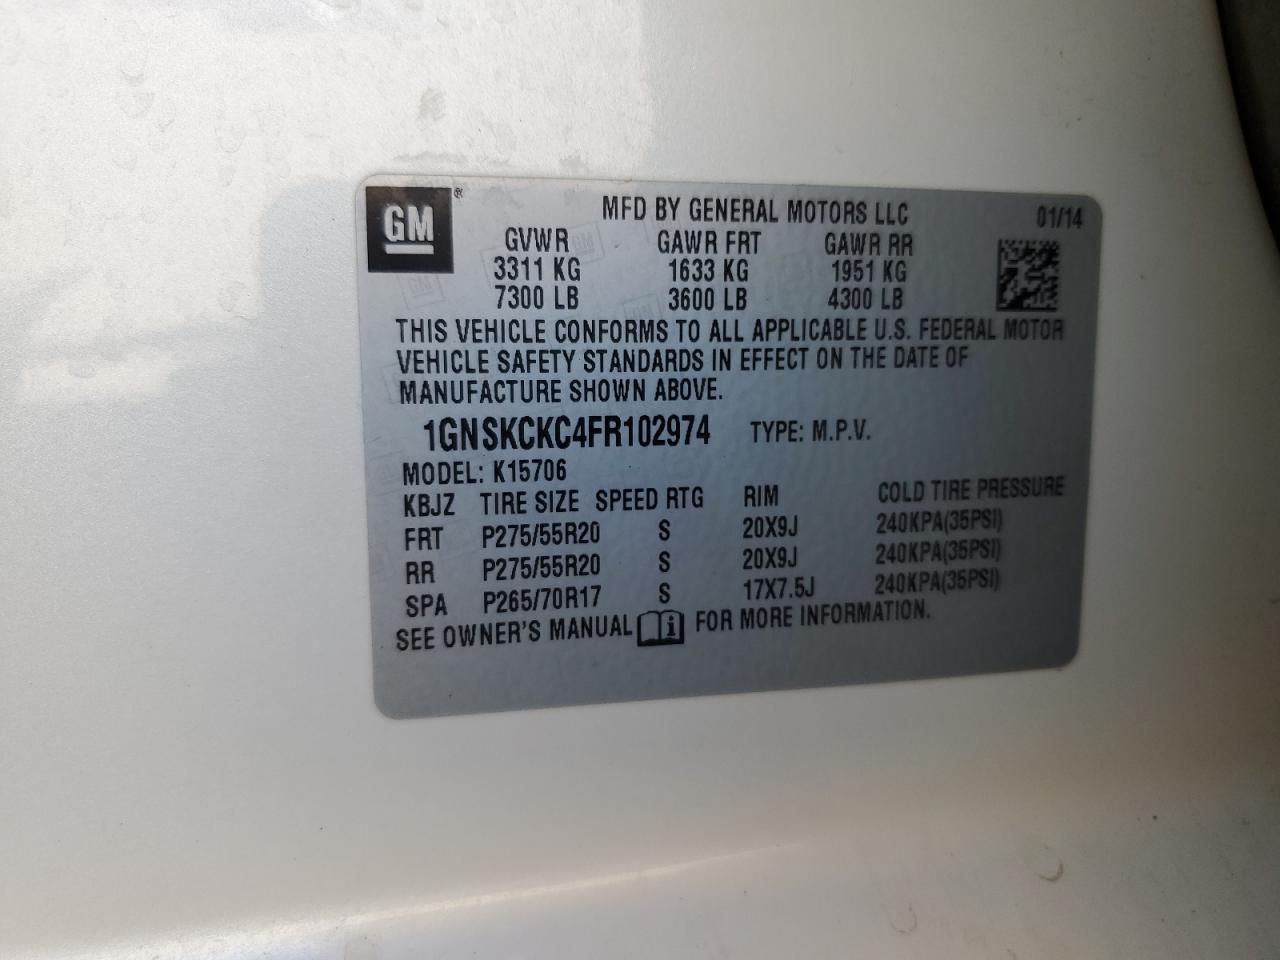 GM ®
MFD BY GENERAL MOTORS LLC 01/14
GVWR GAWR FRT GAWR RR
3311 KG 1633 KG 1951 KG
7300 LB 3600 LB 4300 LB
THIS VEHICLE CONFORMS TO ALL APPLICABLE U.S. FEDERAL MOTOR
VEHICLE SAFETY STANDARDS IN EFFECT ON THE DATE OF
MANUFACTURE SHOWN ABOVE.
1GNSKCKC4FR102974 TYPE: M.P.V.
MODEL: K15706
KBJZ TIRE SIZE SPEED RTG RIM COLD TIRE PRESSURE
FRT P275/55R20 S 20X9J 240KPA(35PSI)
RR P275/55R20 S 20X9J 240KPA(35PSI)
SPA P265/70R17 S 17X7.5J 240KPA(35PSI)
SEE OWNER'S MANUAL i FOR MORE INFORMATION.